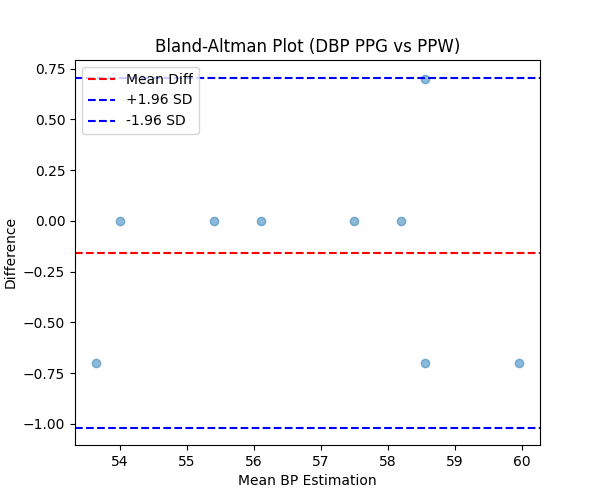 Bland-Altman Plot (DBP PPG vs PPW)
Mean Diff
+1.96 SD
-1.96 SD
0.75
0.50
0.25
0.00
−0.25
−0.50
−0.75
−1.00
Difference
54 55 56 57 58 59 60
Mean BP Estimation